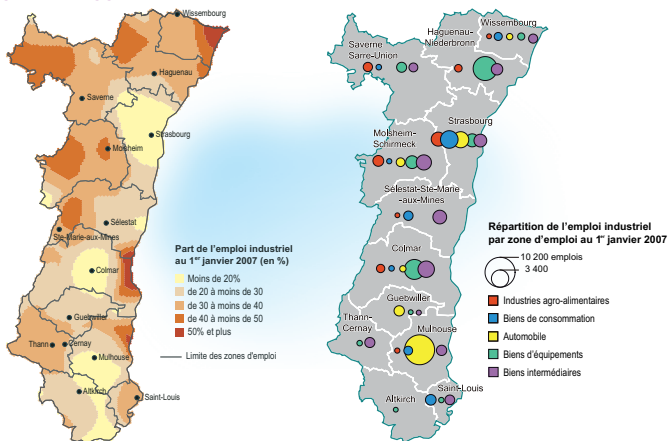 Wissembourg
Haguenau
Saverne
Strasbourg
Molsheim
Sélestat
Ste-Marie-aux-Mines
Colmar
Guebwiller
Thann
Cernay
Mulhouse
Altkirch
Saint-Louis
Part de l'emploi industriel
au 1er janvier 2007 (en %)
Moins de 20%
de 20 à moins de 30
de 30 à moins de 40
de 40 à moins de 50
50% et plus
Limite des zones d'emploi
Wissembourg
Haguenau-
Niederbronn
Saverne
Sarre-Union
Strasbourg
Molsheim-
Schirmeck
Sélestat-Ste-Marie
-aux-Mines
Colmar
Guebwiller
Thann-
Cernay
Mulhouse
Altkirch
Saint-Louis
Répartition de l'emploi industriel
par zone d'emploi au 1er janvier 2007
10 200 emplois
3 400
Industries agro-alimentaires
Biens de consommation
Automobile
Biens d'équipements
Biens intermédiaires